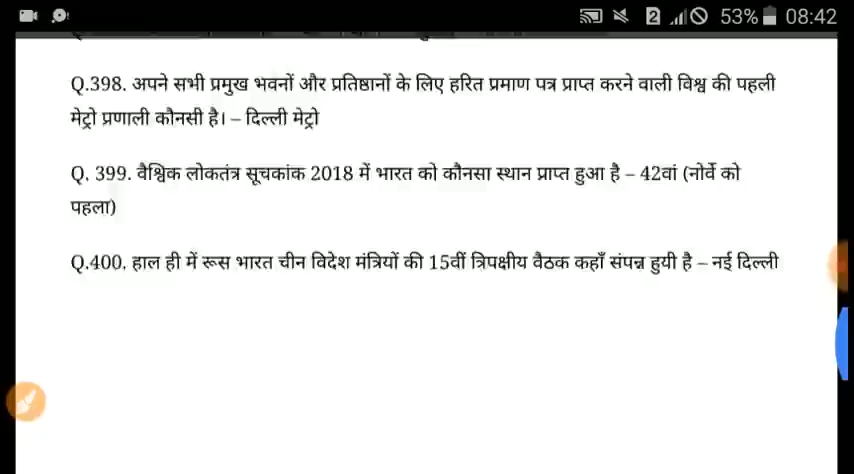 53% 08:42
Q.398. अपने सभी प्रमुख भवनों और प्रतिष्ठानों के लिए हरित प्रमाण पत्र प्राप्त करने वाली विश्व की पहली
मेट्रो प्रणाली कौनसी है। – दिल्ली मेट्रो
Q. 399. वैश्विक लोकतंत्र सूचकांक 2018 में भारत को कौनसा स्थान प्राप्त हुआ है – 42वां (नोर्वे को
पहला)
Q.400. हाल ही में रूस भारत चीन विदेश मंत्रियों की 15वीं त्रिपक्षीय वैठक कहाँ संपन्न हुयी है – नई दिल्ली